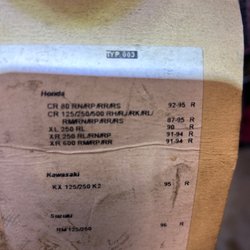 TYP 603
Honda
CR 80 RN/RP/RR/RS 92-95 R
CR 125/250/500 RH/RJ/RK/RL/
RM/RN/RP/RR/RS 87-95 R
XL 250 RL 90 R
XR 250 RL/RN/RP 91-94 R
XR 600 RM/RP/RR 91-94 R
Kawasaki
KX 125/250 K2 95 R
Suzuki
RM 125/250 96 R